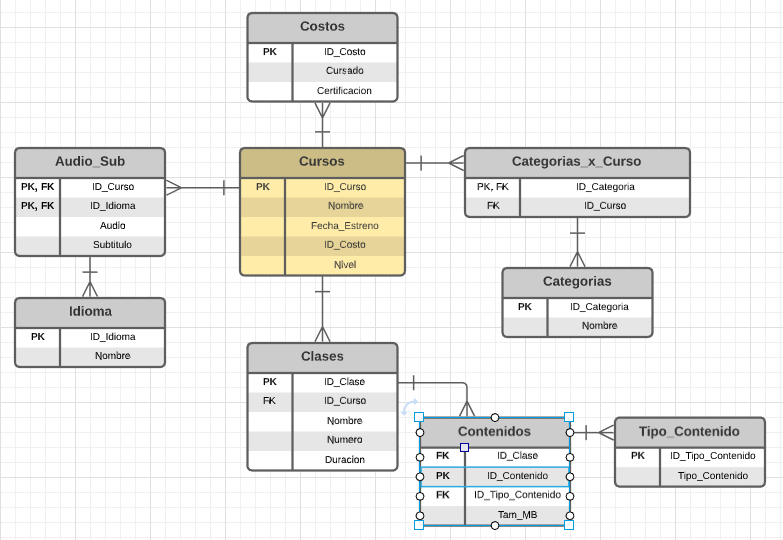 Costos
PK ID_Costo
Cursado
Certificacion
Audio_Sub
PK, FK ID_Curso
PK, FK ID_Idioma
Audio
Subtitulo
Cursos
PK ID_Curso
Nombre
Fecha_Estreno
ID_Costo
Nivel
Categorias_x_Curso
PK, FK ID_Categoria
FK ID_Curso
Categorias
PK ID_Categoria
Nombre
Idioma
PK ID_Idioma
Nombre
Clases
PK ID_Clase
FK ID_Curso
Nombre
Numero
Duracion
Contenidos
FK ID_Clase
PK ID_Contenido
FK ID_Tipo_Contenido
Tam_MB
Tipo_Contenido
PK ID_Tipo_Contenido
Tipo_Contenido